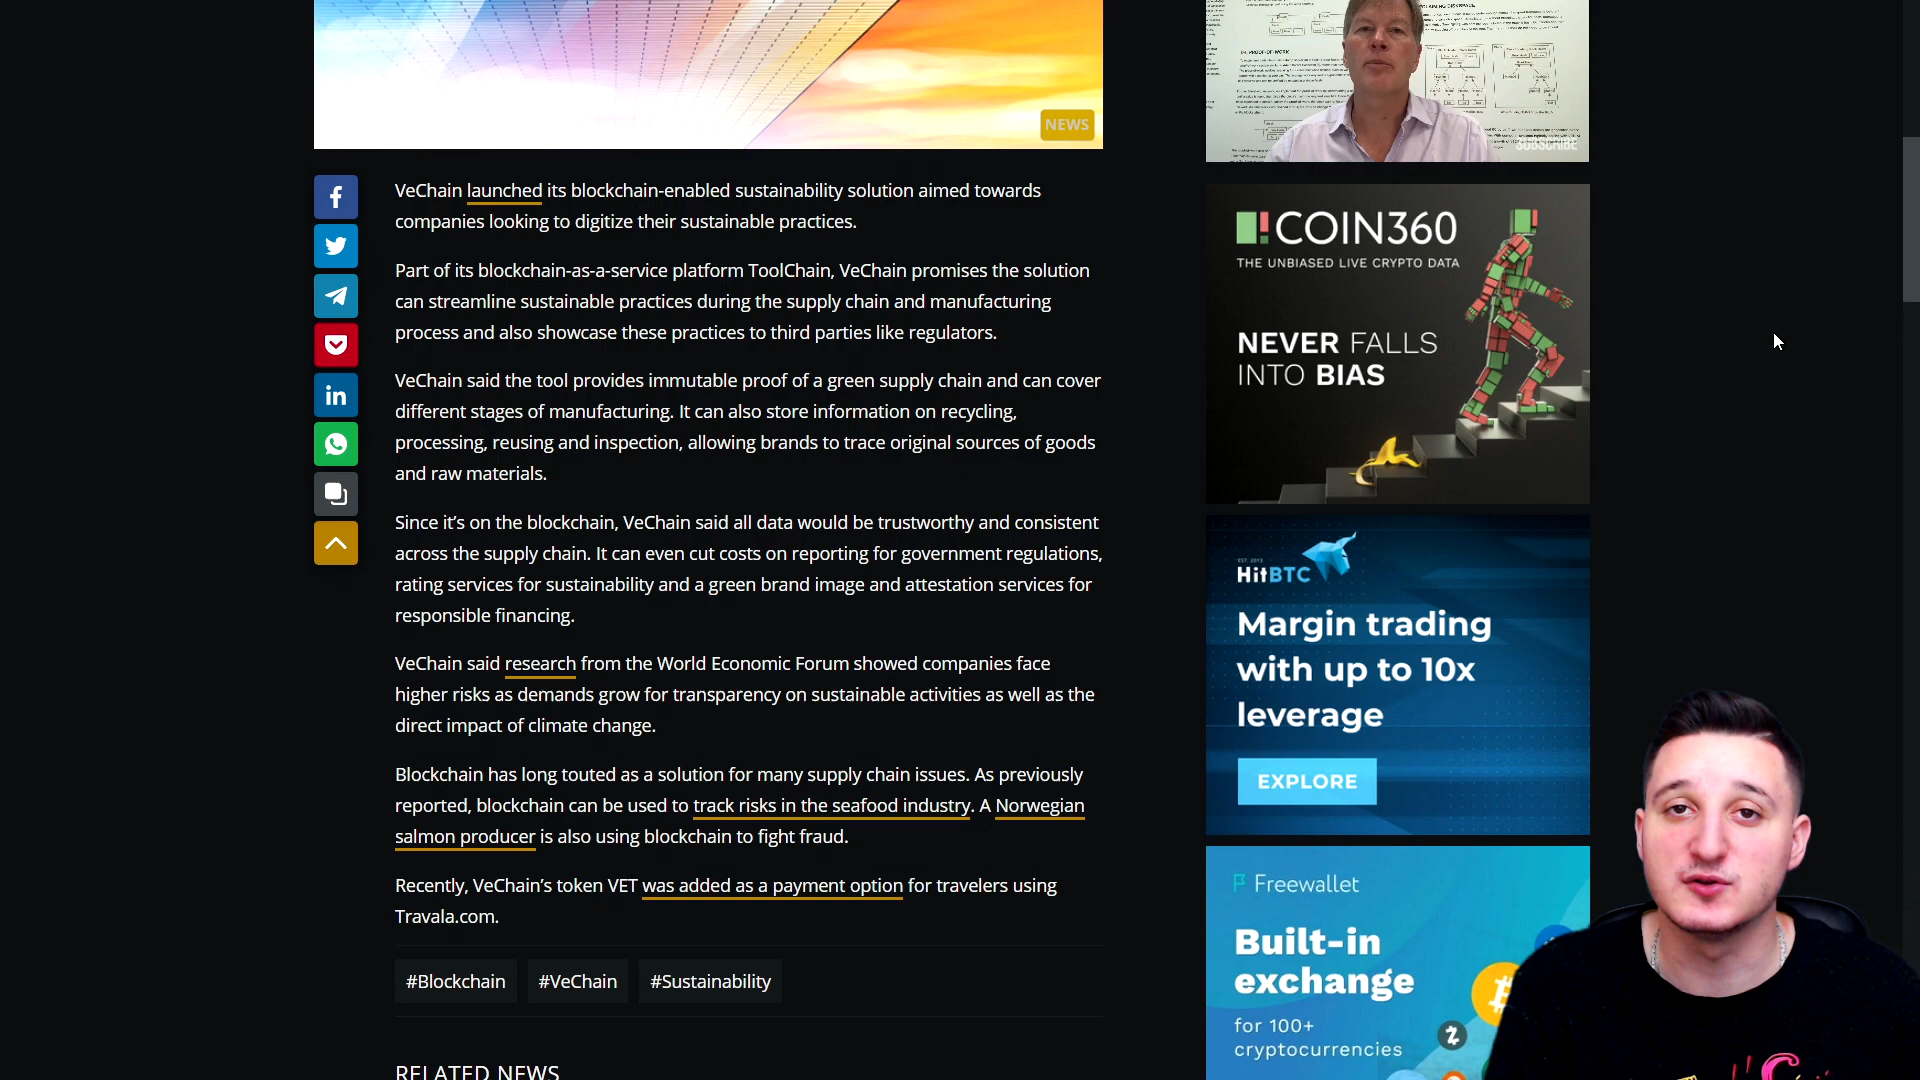 NEWS
VeChain launched its blockchain-enabled sustainability solution aimed towards
companies looking to digitize their sustainable practices.
Part of its blockchain-as-a-service platform ToolChain, VeChain promises the solution
can streamline sustainable practices during the supply chain and manufacturing
process and also showcase these practices to third parties like regulators.
VeChain said the tool provides immutable proof of a green supply chain and can cover
different stages of manufacturing. It can also store information on recycling,
processing, reusing and inspection, allowing brands to trace original sources of goods
and raw materials.
Since it's on the blockchain, VeChain said all data would be trustworthy and consistent
across the supply chain. It can even cut costs on reporting for government regulations,
rating services for sustainability and a green brand image and attestation services for
responsible financing.
VeChain said research from the World Economic Forum showed companies face
higher risks as demands grow for transparency on sustainable activities as well as the
direct impact of climate change.
Blockchain has long touted as a solution for many supply chain issues. As previously
reported, blockchain can be used to track risks in the seafood industry. A Norwegian
salmon producer is also using blockchain to fight fraud.
Recently, VeChain's token VET was added as a payment option for travelers using
Travala.com.
#Blockchain #VeChain #Sustainability
RELATED NEWS
SUBSCRIBE
COIN360
THE UNBIASED LIVE CRYPTO DATA
NEVER FALLS
INTO BIAS
EST. 2013
HitBTC
Margin trading
with up to 10x
leverage
EXPLORE
Freewallet
Built-in
exchange
for 100+
cryptocurrencies